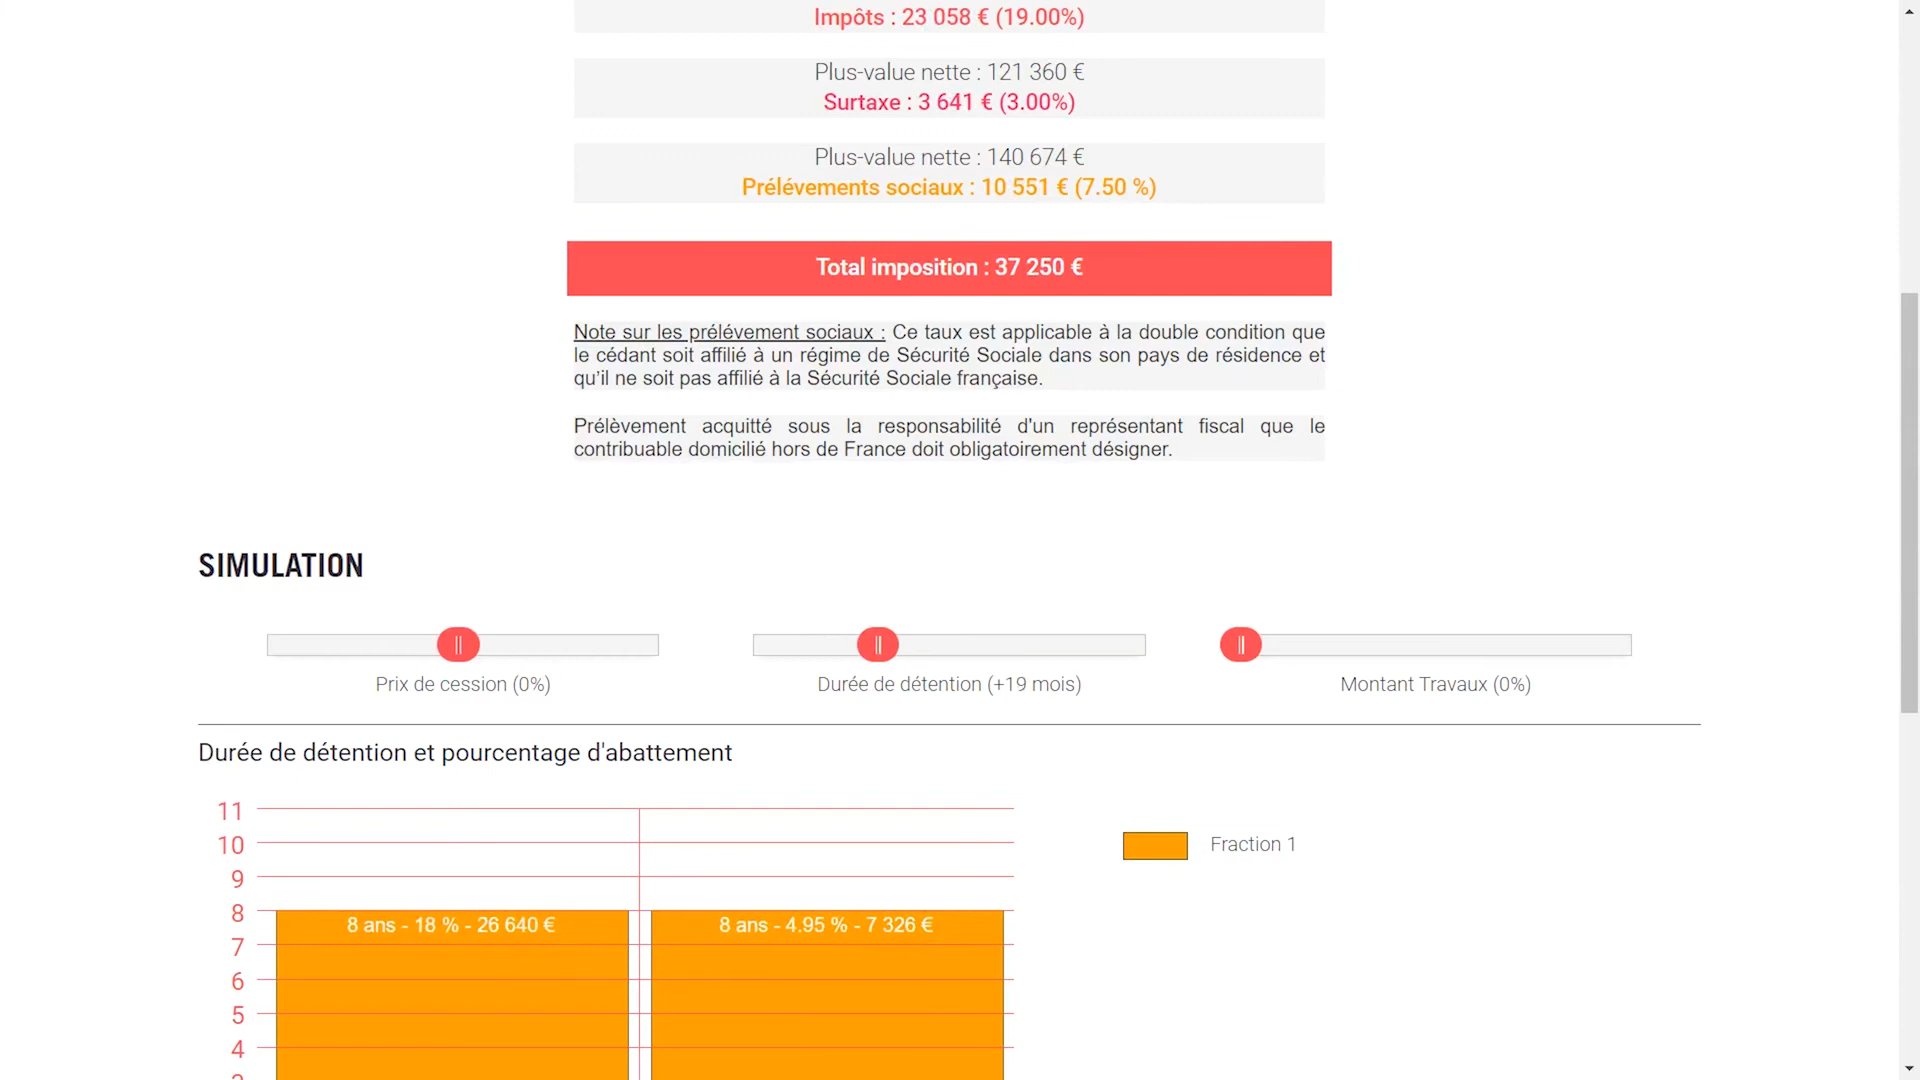 Impôts : 23 058 € (19.00%)
Plus-value nette : 121 360 €
Surtaxe : 3 641 € (3.00%)
Plus-value nette : 140 674 €
Prélévements sociaux : 10 551 € (7.50 %)
Total imposition : 37 250 €
Note sur les prélévement sociaux : Ce taux est applicable à la double condition que
le cédant soit affilié à un régime de Sécurité Sociale dans son pays de résidence et
qu'il ne soit pas affilié à la Sécurité Sociale française.
Prélèvement acquitté sous la responsabilité d'un représentant fiscal que le
contribuable domicilié hors de France doit obligatoirement désigner.
SIMULATION
Prix de cession (0%)
Durée de détention (+19 mois)
Montant Travaux (0%)
Durée de détention et pourcentage d'abattement
11
10
9
8
7
6
5
4
8 ans - 18 % - 26 640 €
8 ans - 4.95 % - 7 326 €
Fraction 1